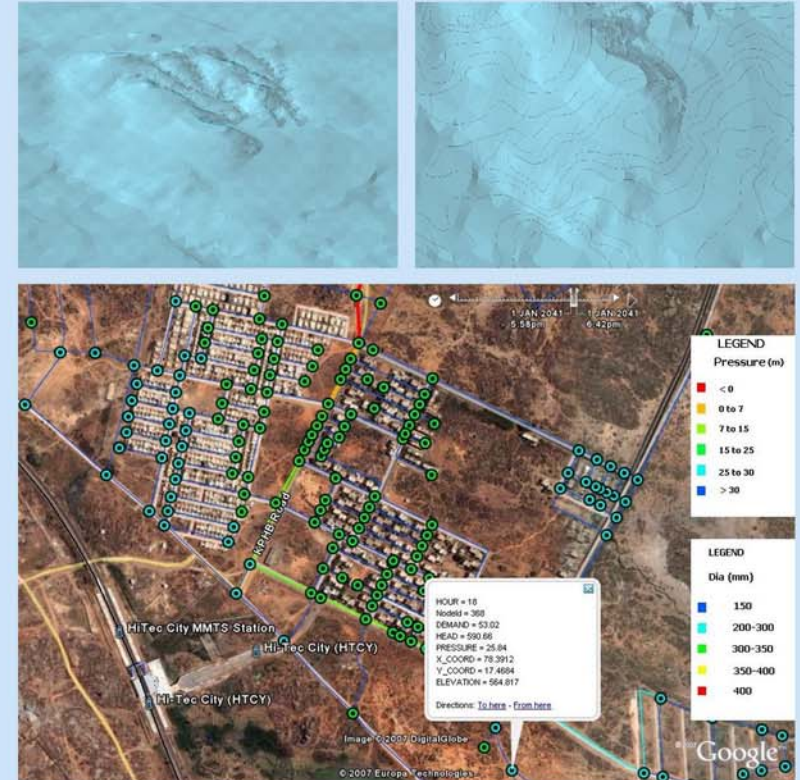 1 JAN 2041
5:58pm
1 JAN 2041
6:42pm
LEGEND
Pressure (m)
< 0
0 to 7
7 to 15
15 to 25
25 to 30
> 30
KPHB Road
LEGEND
Dia (mm)
150
200-300
300-350
350-400
400
HOUR = 18
NodeId = 368
DEMAND = 53.02
HEAD = 590.66
PRESSURE = 25.84
X_COORD = 78.3912
Y_COORD = 17.4684
ELEVATION = 564.817
Directions: To here - From here
HiTec City MMTS Station
Hi-Tec City (HTCY)
Hi-Tec City (HTCY)
Image © 2007 DigitalGlobe
© 2007 Europa Technologies
Google